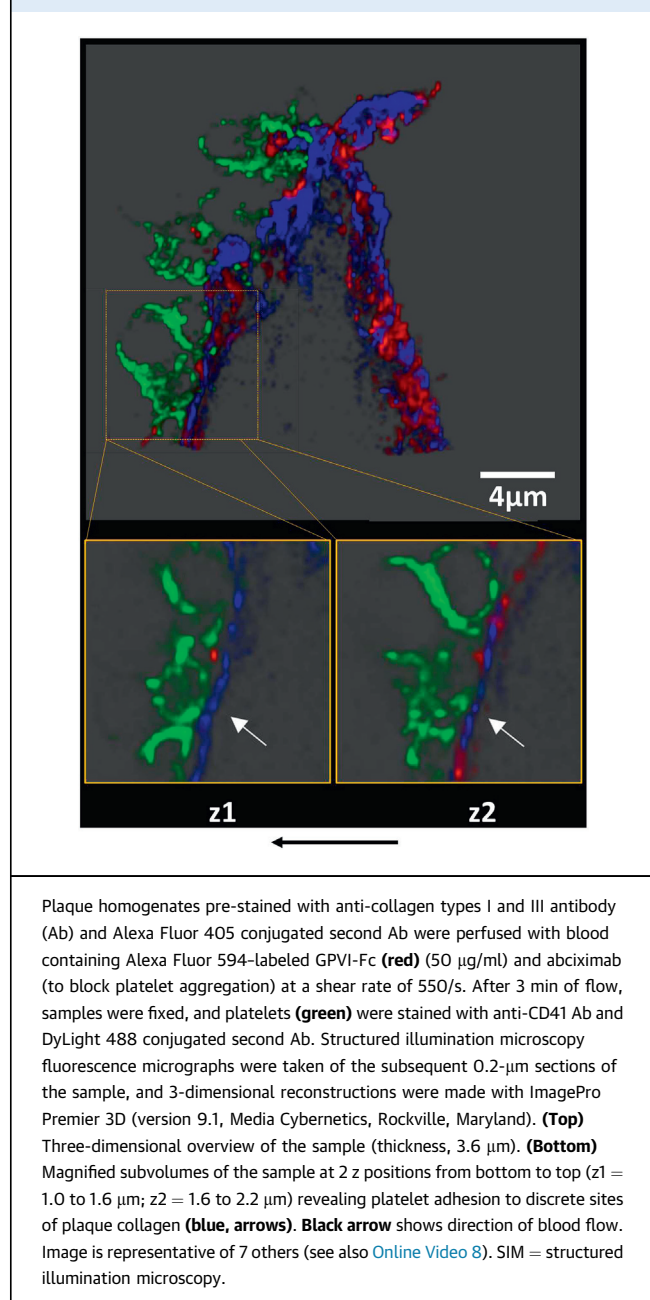 4μm
z1 z2
Plaque homogenates pre-stained with anti-collagen types I and III antibody
(Ab) and Alexa Fluor 405 conjugated second Ab were perfused with blood
containing Alexa Fluor 594–labeled GPVI-Fc (red) (50 μg/ml) and abciximab
(to block platelet aggregation) at a shear rate of 550/s. After 3 min of flow,
samples were fixed, and platelets (green) were stained with anti-CD41 Ab and
DyLight 488 conjugated second Ab. Structured illumination microscopy
fluorescence micrographs were taken of the subsequent 0.2-μm sections of
the sample, and 3-dimensional reconstructions were made with ImagePro
Premier 3D (version 9.1, Media Cybernetics, Rockville, Maryland). (Top)
Three-dimensional overview of the sample (thickness, 3.6 μm). (Bottom)
Magnified subvolumes of the sample at 2 z positions from bottom to top (z1 =
1.0 to 1.6 μm; z2 = 1.6 to 2.2 μm) revealing platelet adhesion to discrete sites
of plaque collagen (blue, arrows). Black arrow shows direction of blood flow.
Image is representative of 7 others (see also Online Video 8). SIM = structured
illumination microscopy.